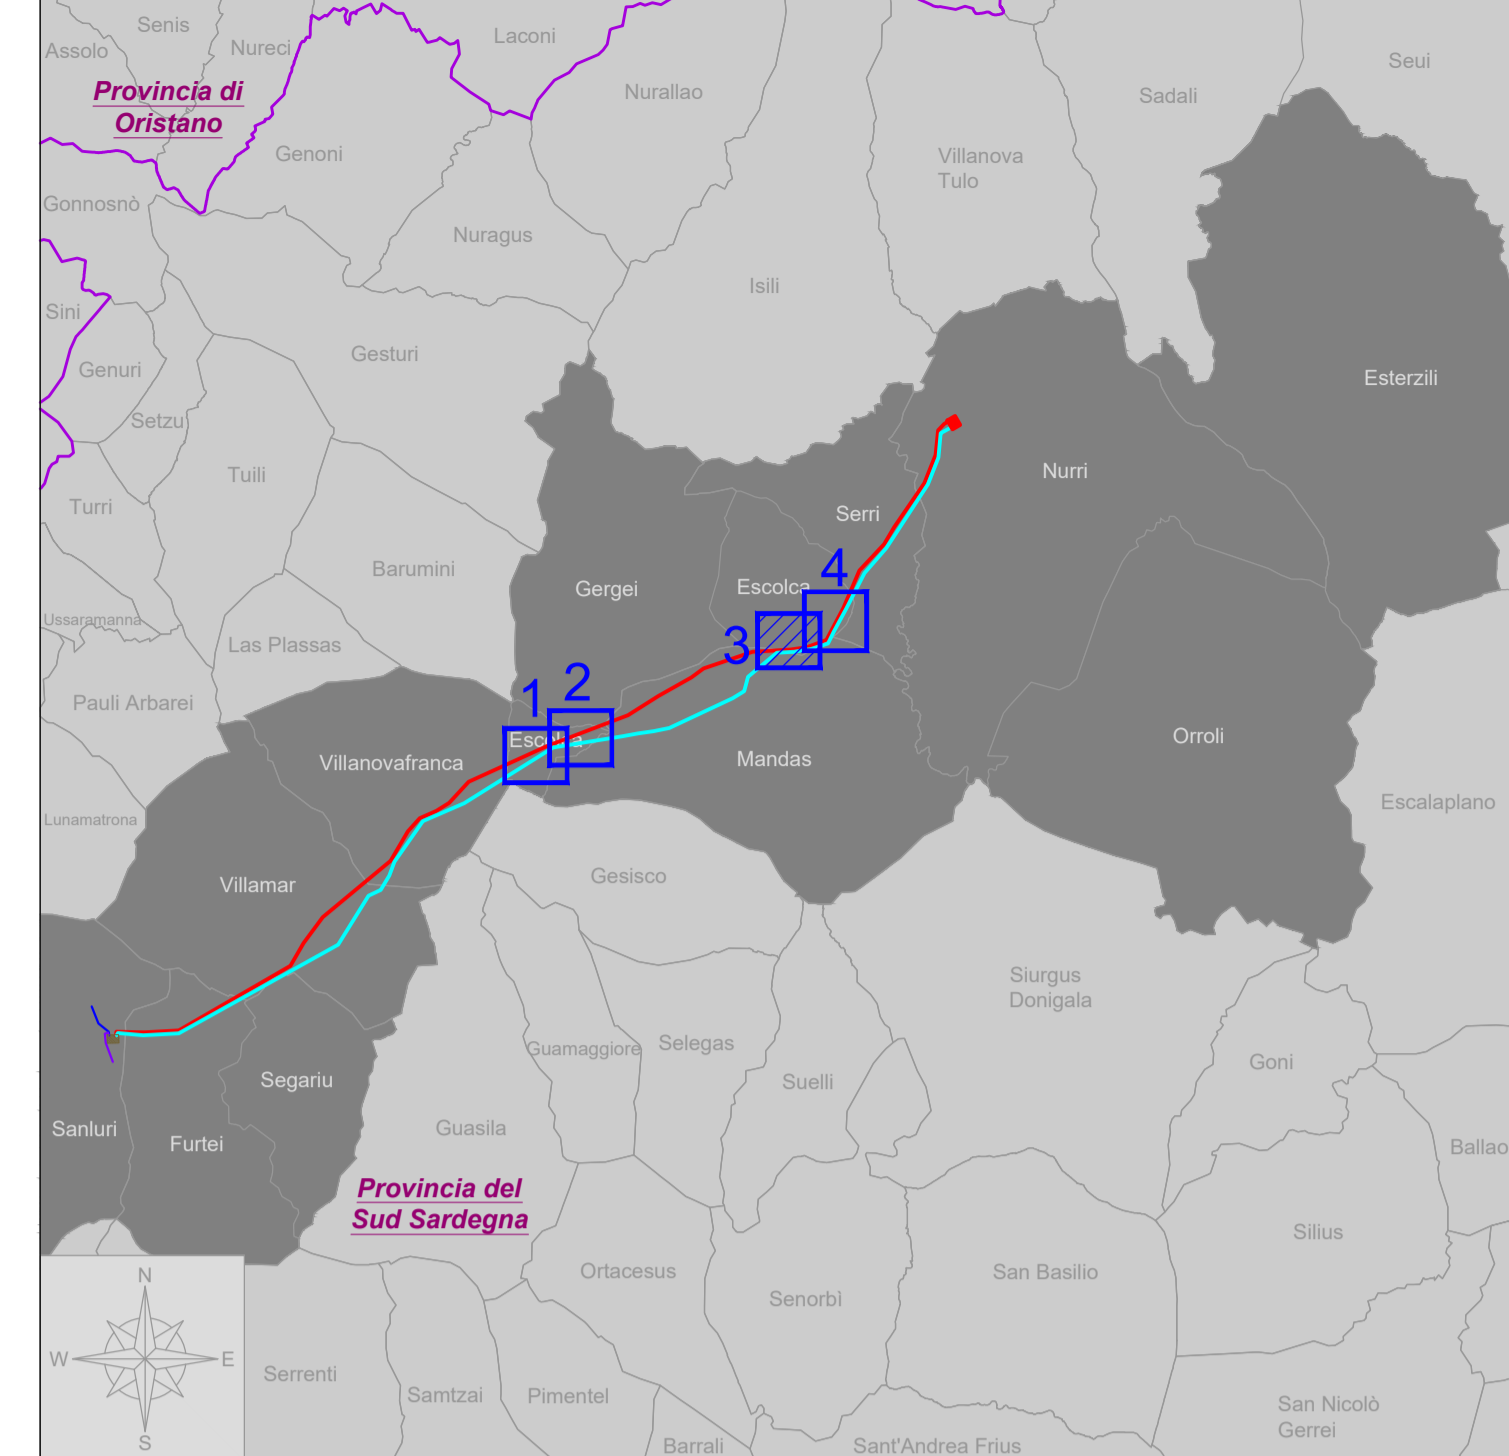 Senis
Assolo
Nureci
Laconi
Seui
Provincia di
Oristano
Nurallao
Sadali
Genoni
Villanova
Tulo
Gonnosnò
Nuragus
Isili
Sini
Gesturi
Genuri
Esterzili
Setzu
Tuili
Nurri
Turri
Serri
Barumini
4
Gergei
Escolca
Ussaramanna
Las Plassas
3
2
1
Pauli Arbarei
Escolca
Orroli
Villanovafranca
Mandas
Escalaplano
Lunamatrona
Gesisco
Villamar
Siurgus
Donigala
Guamaggiore
Selegas
Goni
Segariu
Suelli
Sanluri
Guasila
Furtei
Ballao
Provincia del
Sud Sardegna
Silius
Ortacesus
San Basilio
N
Senorbì
W
E
Serrenti
Samtzai
Pimentel
San Nicolò
Gerrei
S
Barrali
Sant'Andrea Frius